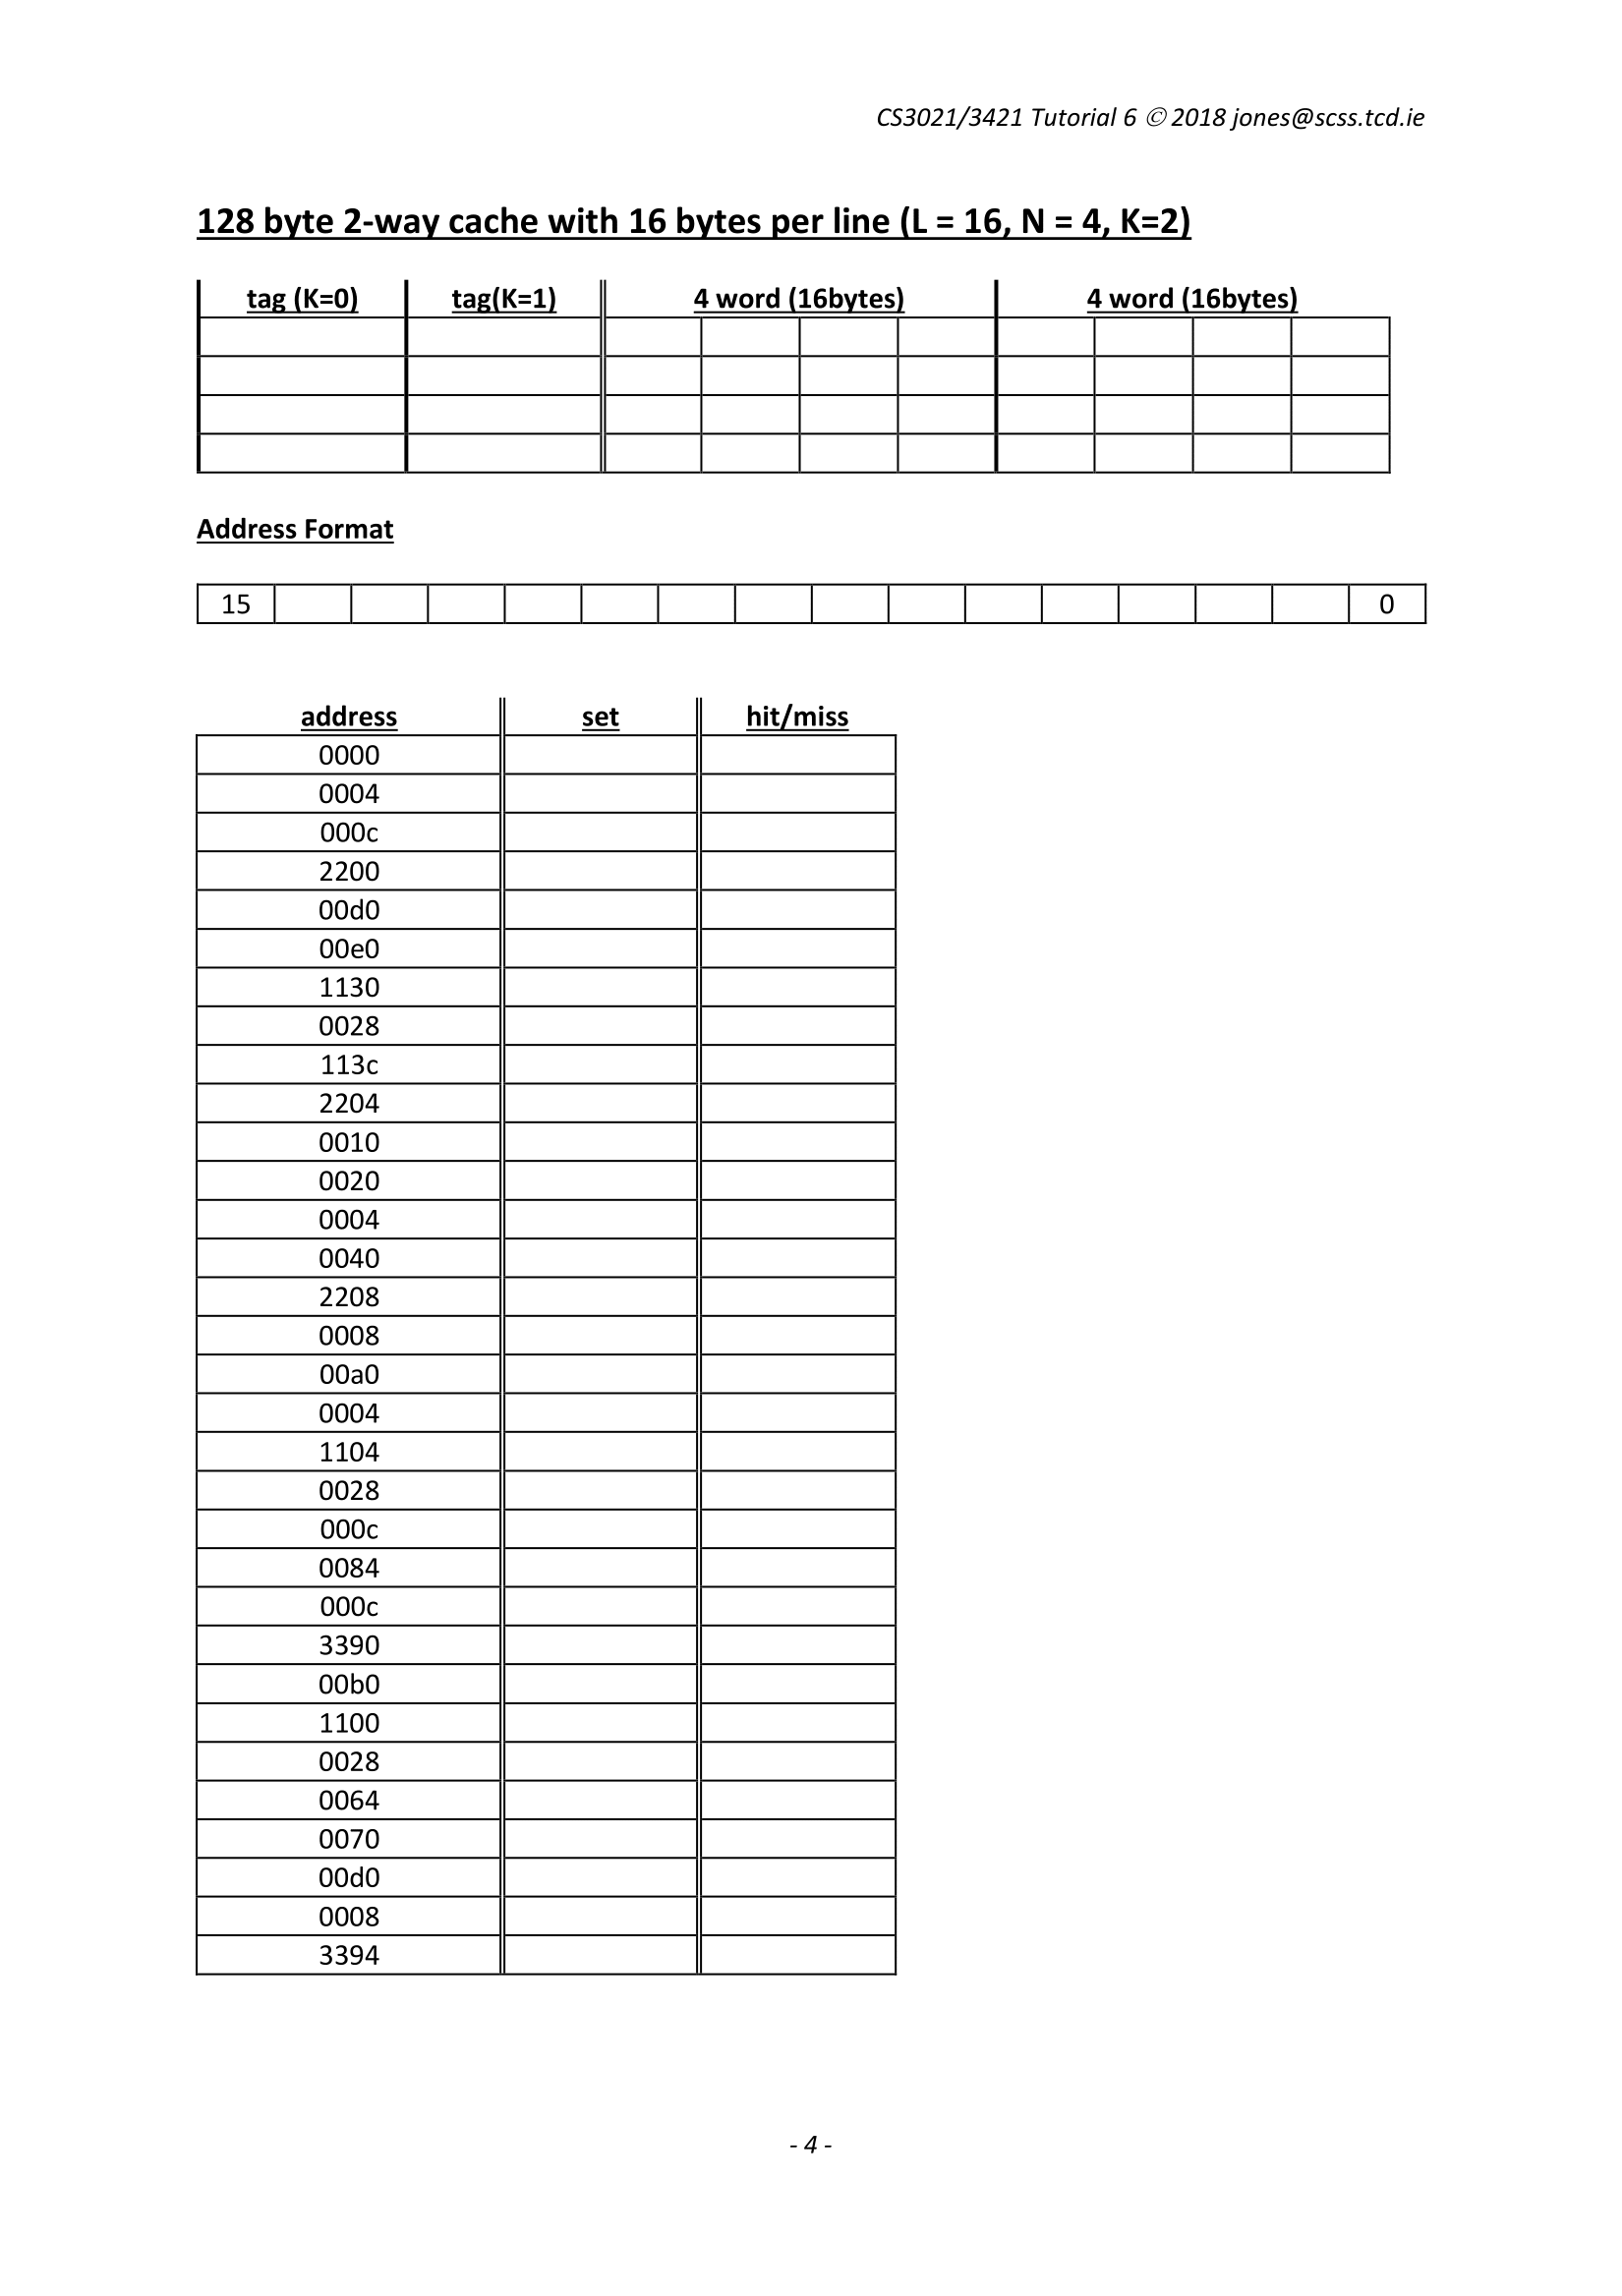 CS3021/3421 Tutorial 6 © 2018 jones@scss.tcd.ie
128 byte 2-way cache with 16 bytes per line (L = 16, N = 4, K=2)
tag (K=0) tag(K=1) 4 word (16bytes) 4 word (16bytes)
Address Format
15 0
address set hit/miss
0000
0004
000c
2200
00d0
00e0
1130
0028
113c
2204
0010
0020
0004
0040
2208
0008
00a0
0004
1104
0028
000c
0084
000c
3390
00b0
1100
0028
0064
0070
00d0
0008
3394
- 4 -